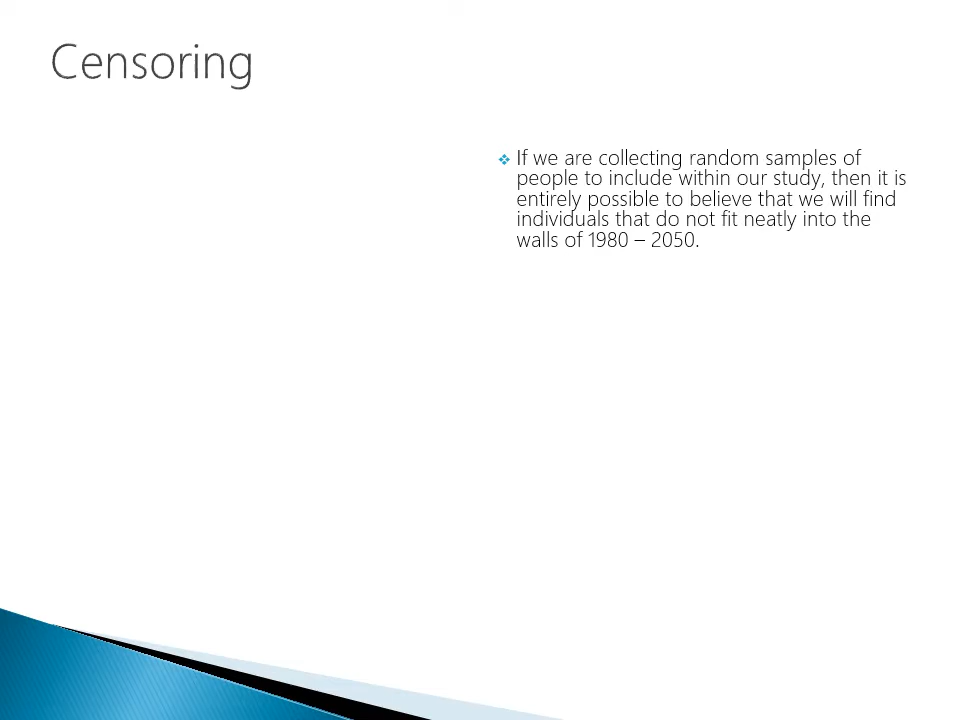 Censoring
If we are collecting random samples of
people to include within our study, then it is
entirely possible to believe that we will find
individuals that do not fit neatly into the
walls of 1980 – 2050.